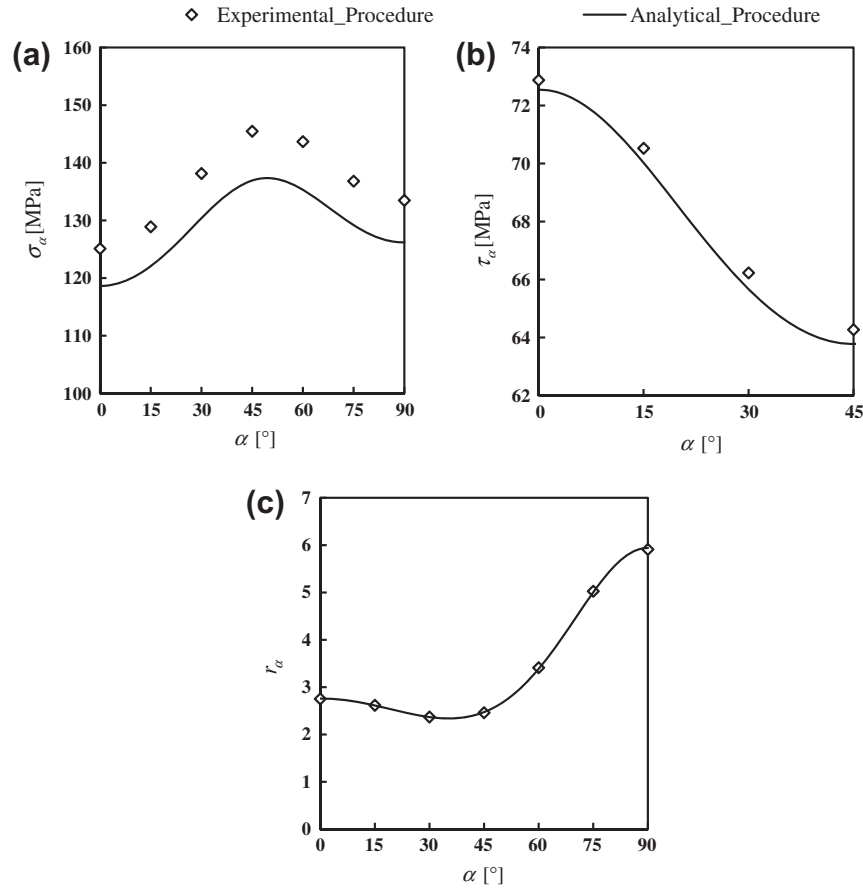 Experimental_Procedure
Analytical_Procedure
(a)
160
150
140
130
120
110
100
σα [MPa]
0 15 30 45 60 75 90
α [°]
(b)
74
72
70
68
66
64
62
τα [MPa]
0 15 30 45
α [°]
(c)
7
6
5
4
3
2
1
0
rα
0 15 30 45 60 75 90
α [°]